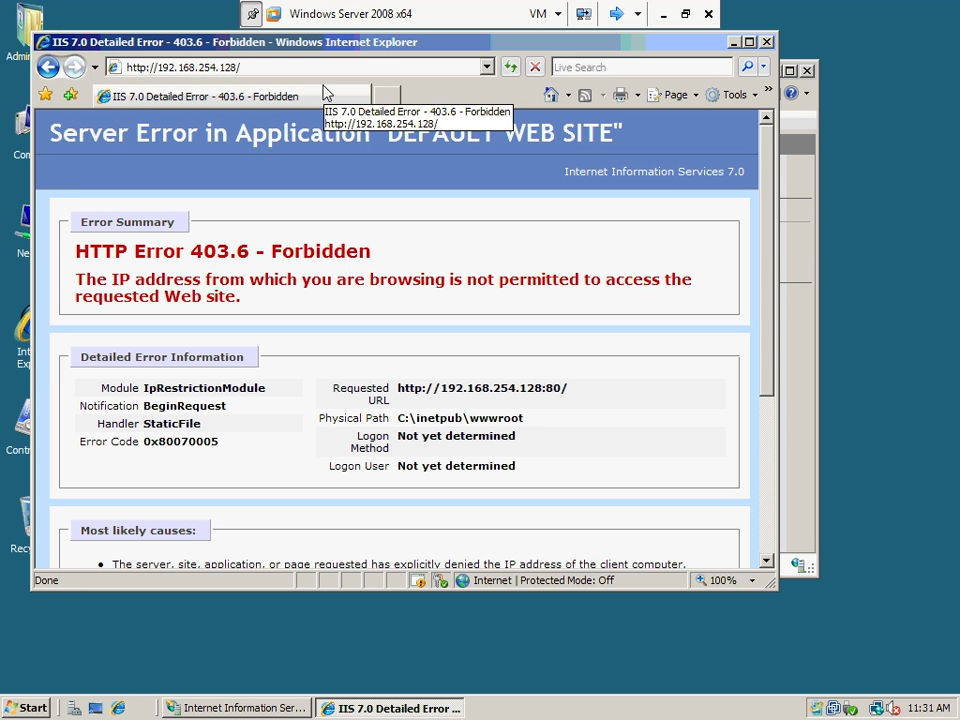 Windows Server 2008 x64
VM
IIS 7.0 Detailed Error - 403.6 - Forbidden - Windows Internet Explorer
http://192.168.254.128/
Live Search
IIS 7.0 Detailed Error - 403.6 - Forbidden
Page
Tools
IIS 7.0 Detailed Error - 403.6 - Forbidden
http://192.168.254.128/
Server Error in Application "DEFAULT WEB SITE"
Internet Information Services 7.0
Error Summary
HTTP Error 403.6 - Forbidden
The IP address from which you are browsing is not permitted to access the
requested Web site.
Detailed Error Information
Module IpRestrictionModule
Notification BeginRequest
Handler StaticFile
Error Code 0x80070005
Requested URL http://192.168.254.128:80/
Physical Path C:\inetpub\wwwroot
Logon Method Not yet determined
Logon User Not yet determined
Most likely causes:
• The server, site, application, or page requested has explicitly denied the IP address of the client computer.
Done
Internet | Protected Mode: Off
100%
Start
Internet Information Ser...
IIS 7.0 Detailed Error ...
11:31 AM